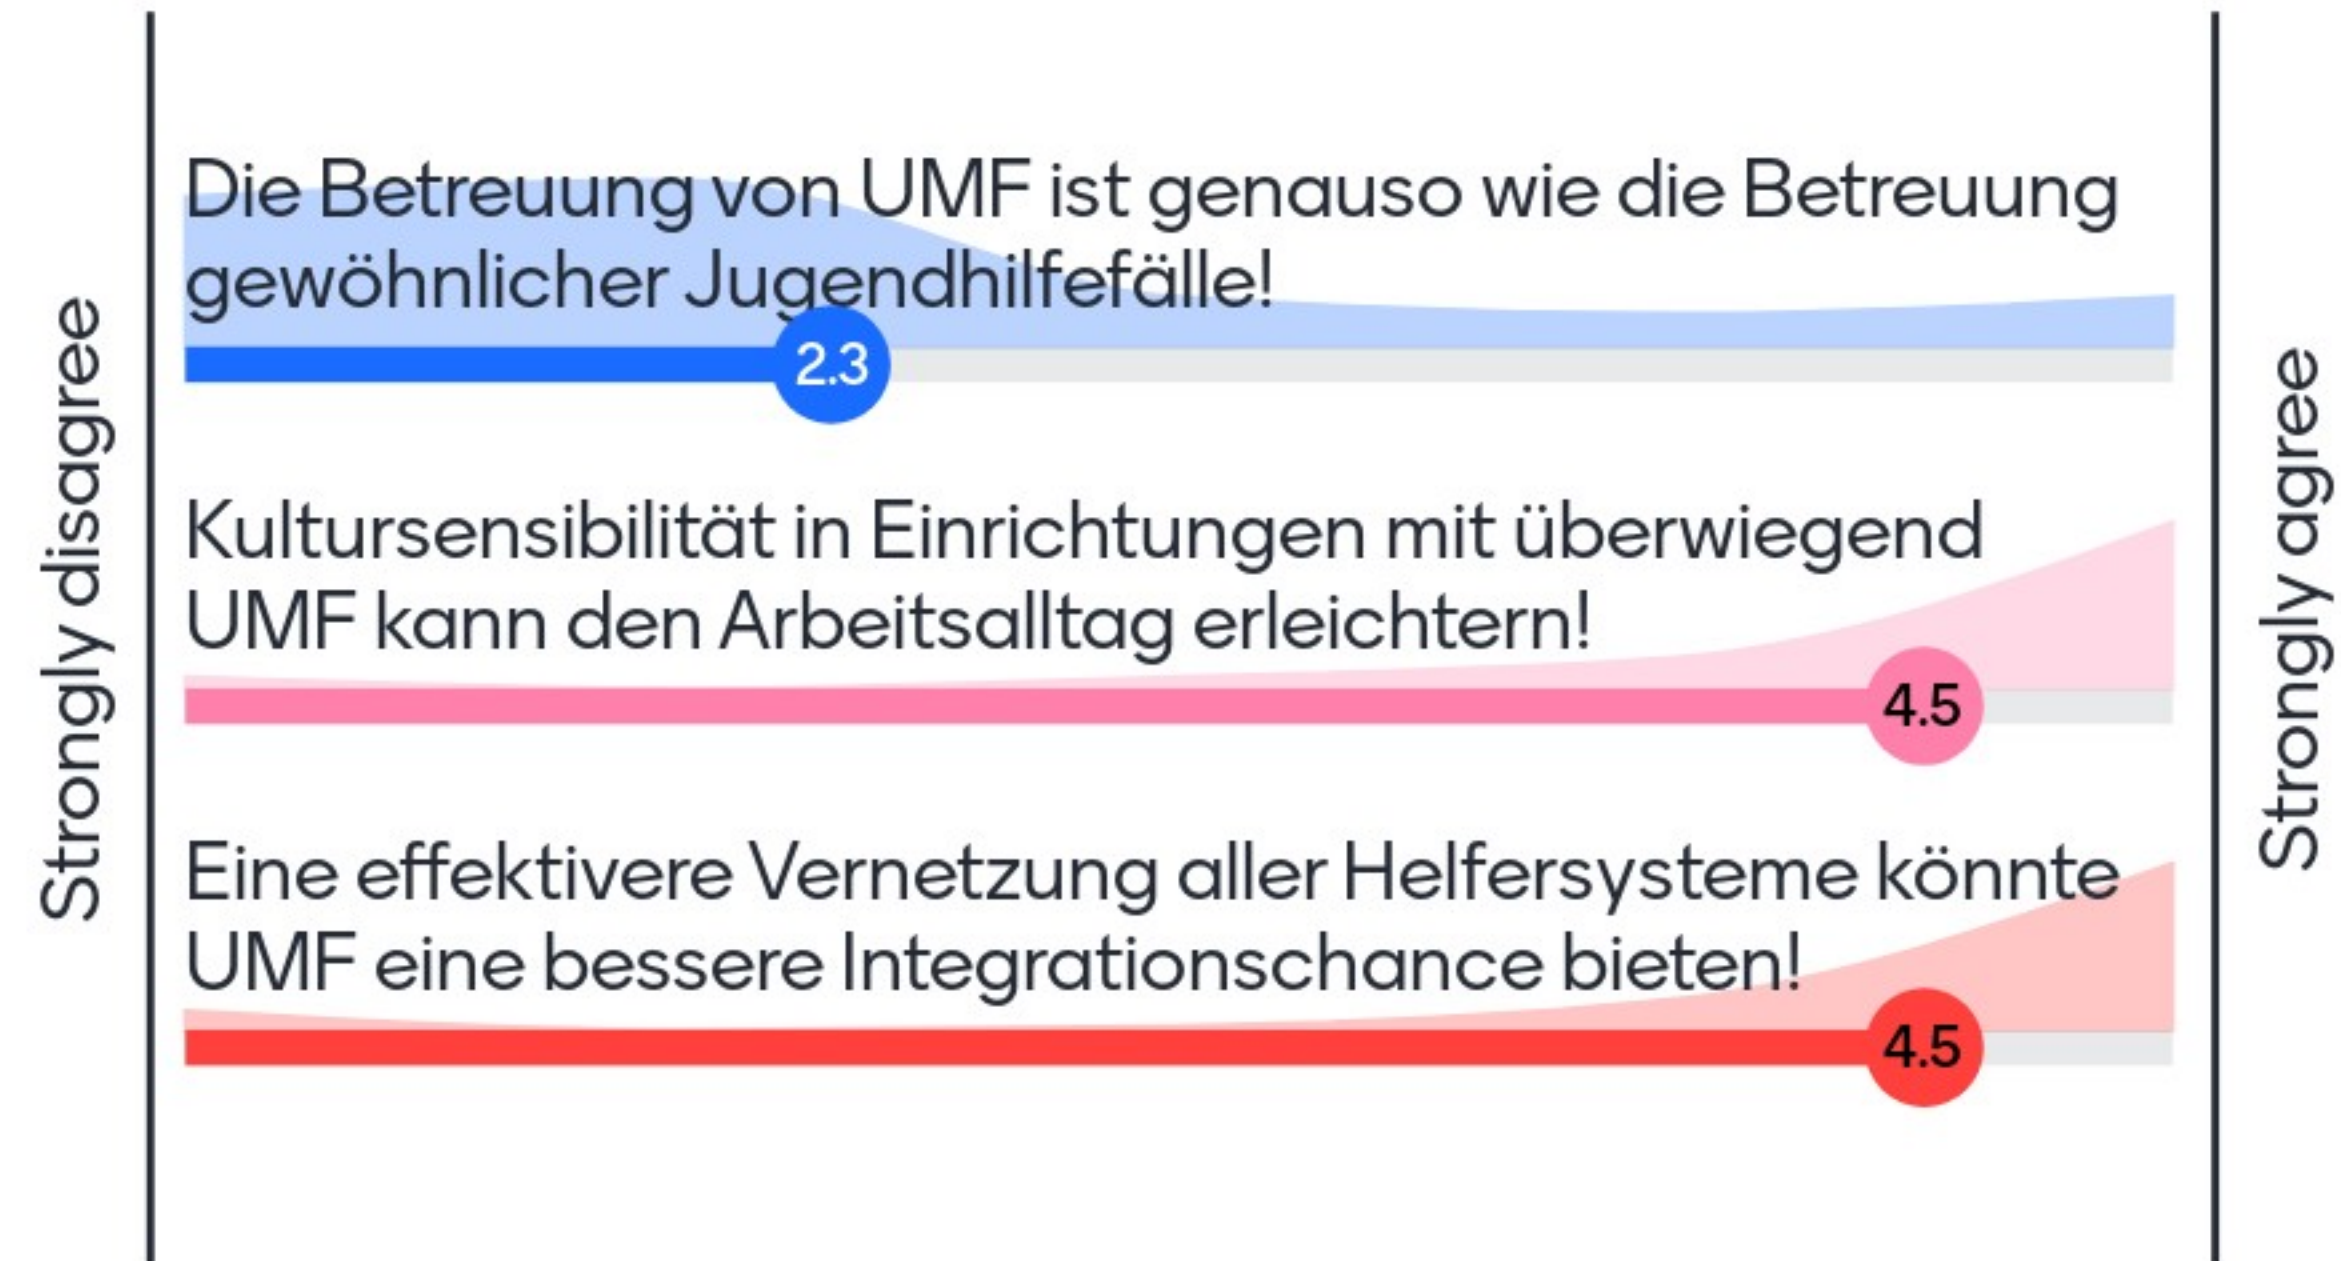 Strongly disagree
Die Betreuung von UMF ist genauso wie die Betreuung
gewöhnlicher Jugendhilfefälle!
2.3
Kultursensibilität in Einrichtungen mit überwiegend
UMF kann den Arbeitsalltag erleichtern!
4.5
Eine effektivere Vernetzung aller Helfersysteme könnte
UMF eine bessere Integrationschance bieten!
4.5
Strongly agree